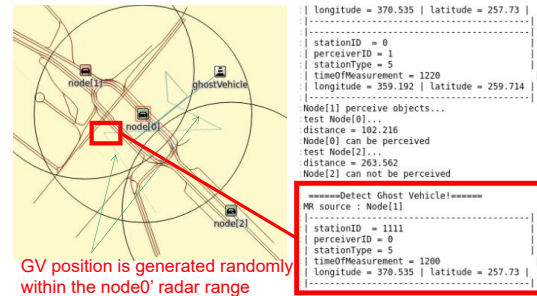 node[1]
ghostVehicle
node[0]
node[2]
GV position is generated randomly
within the node0' radar range
| longitude = 370.535 | latitude = 257.73 |
|----------------------------------------|
| stationID  = 0
| perceiverID = 1
| stationType = 5
| timeOfMeasurement = 1220
| longitude = 359.192 | latitude = 259.714 |
|----------------------------------------|
Node[1] perceive objects...
test Node[0]...
distance = 102.216
Node[0] can be perceived
test Node[2]...
distance = 263.562
Node[2] can not be perceived
======Detect Ghost Vehicle!======
MR source : Node[1]
|----------------------------------------|
| stationID  = 1111 |
| perceiverID = 0 |
| stationType = 5 |
| timeOfMeasurement = 1200 |
| longitude = 370.535 | latitude = 257.73 |
|----------------------------------------|